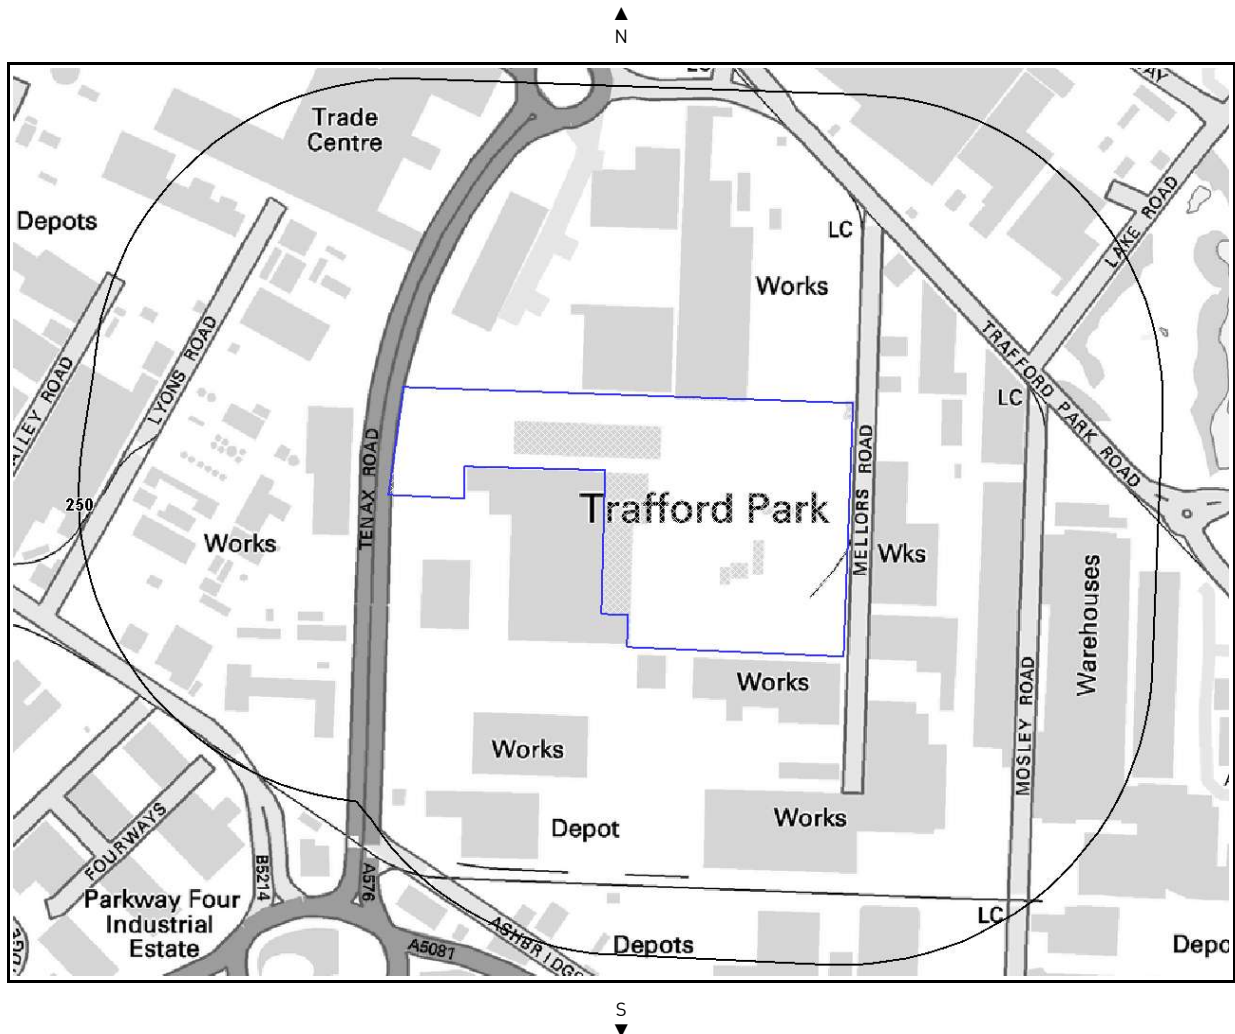 N
Trade
Centre
Depots
LAKE ROAD
LC
Works
LYONS ROAD
TRAFFORD PARK ROAD
LC
TENAX ROAD
MELLORS ROAD
250
Trafford Park
Works
Wks
Warehouses
Works
MOSLEY ROAD
Works
Works
Depot
FOURWAYS
B5214
A576
Parkway Four
Industrial
Estate
LC
A5081
Depots
S